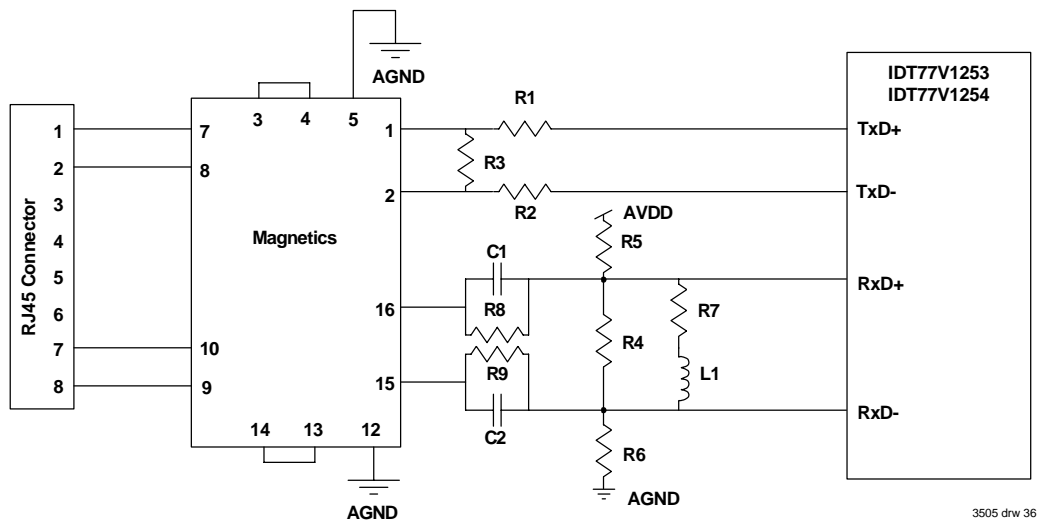 AGND
IDT77V1253
IDT77V1254
RJ45 Connector
1
2
3
4
5
6
7
8
3
4
5
7
8
10
9
1
2
16
15
14
13
12
Magnetics
AGND
R1
R3
R2
TxD+
TxD-
AVDD
R5
C1
R8
R9
C2
R4
R7
L1
R6
AGND
RxD+
RxD-
3505 drw 36